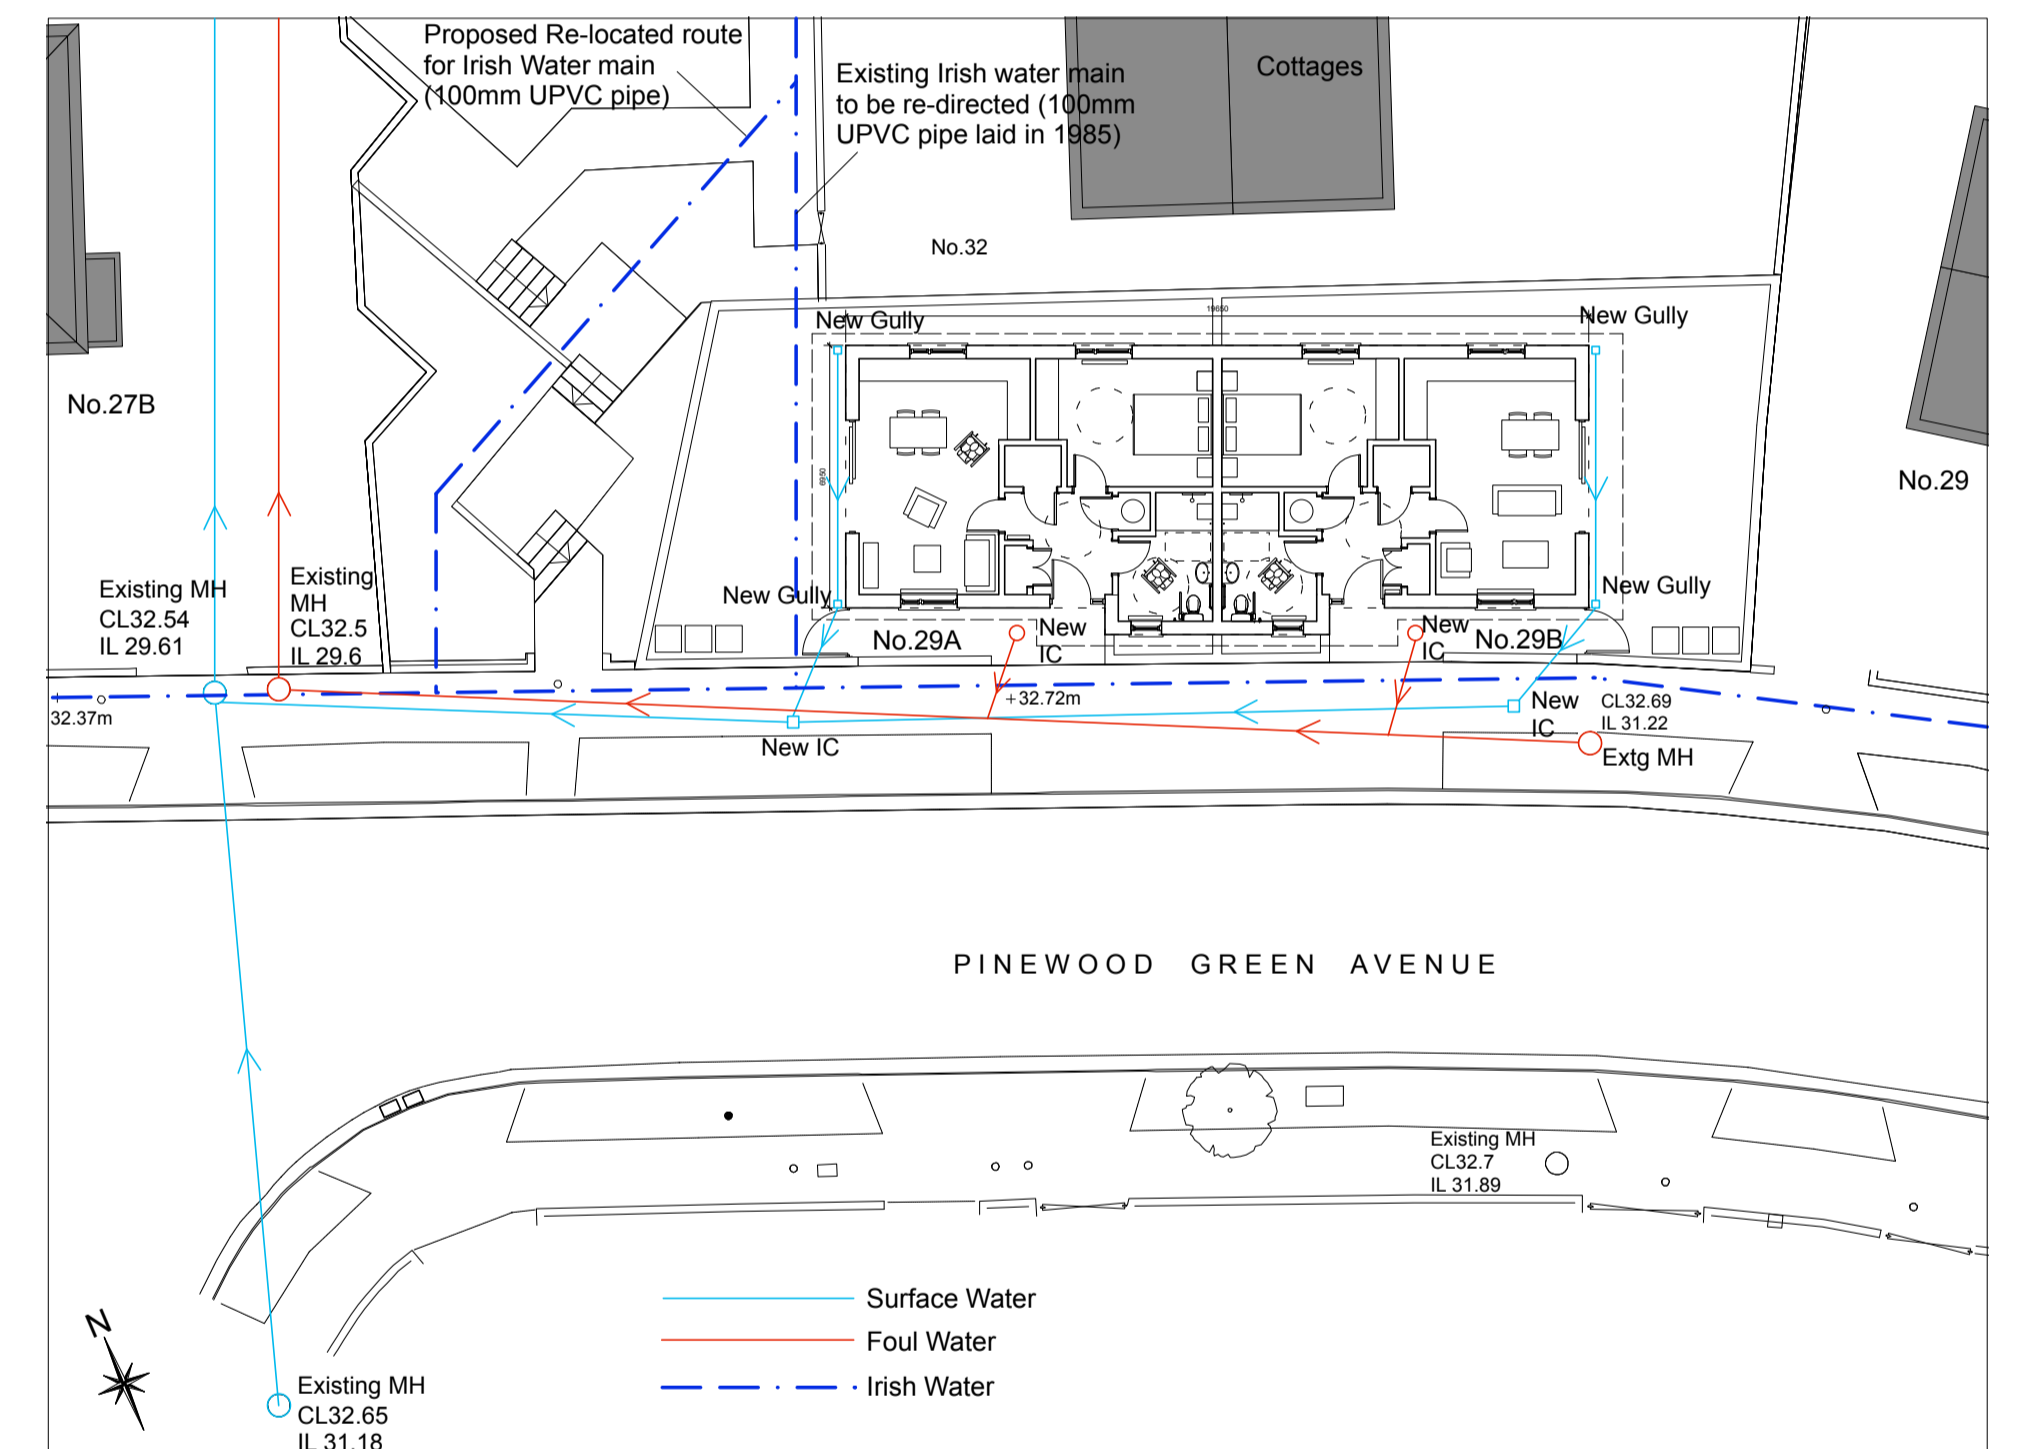 Proposed Re-located route
for Irish Water main
(100mm UPVC pipe)
Existing Irish water main
to be re-directed (100mm
UPVC pipe laid in 1985)
Cottages
No.32
New Gully
19650
New Gully
No.27B
6950
No.29
Existing MH
CL32.54
IL 29.61
Existing
MH
CL32.5
IL 29.6
New Gully
New Gully
No.29A
New
IC
New
IC
No.29B
32.37m
+32.72m
New IC
New
IC
CL32.69
IL 31.22
Extg MH
PINEWOOD GREEN AVENUE
Existing MH
CL32.7
IL 31.89
Surface Water
Foul Water
Irish Water
N
Existing MH
CL32.65
IL 31.18